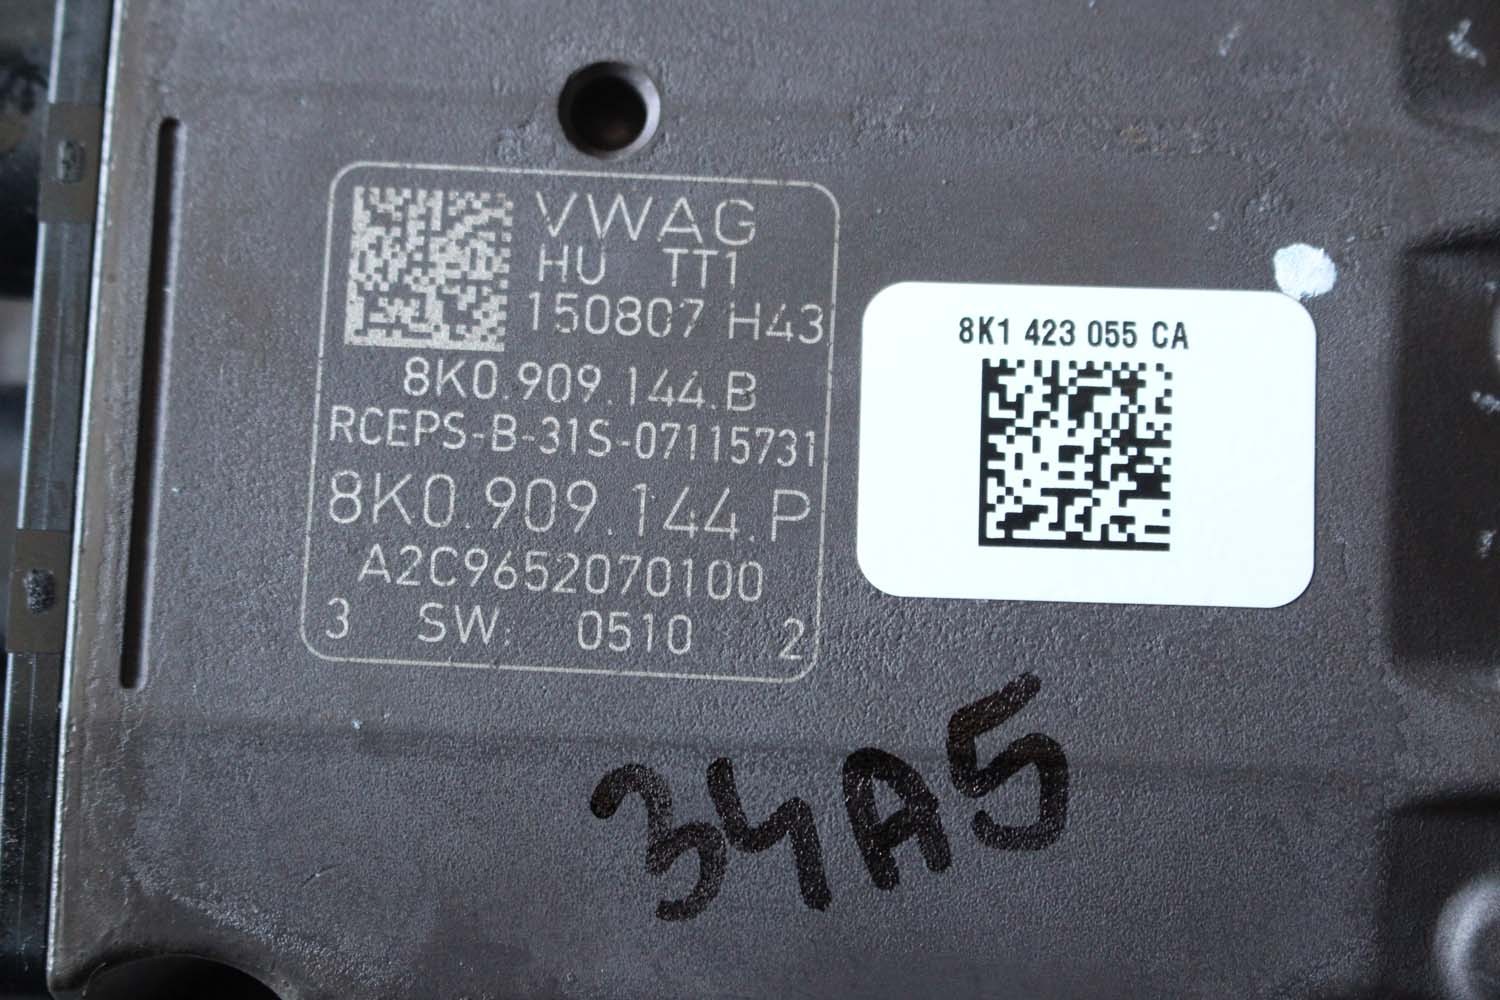 VWAG
HU TT1
150807 H43
8K0.909.144.B
RCEPS-B-31S-07115731
8K0.909.144.P
A2C9652070100
3 SW: 0510 2
8K1 423 055 CA
34A5